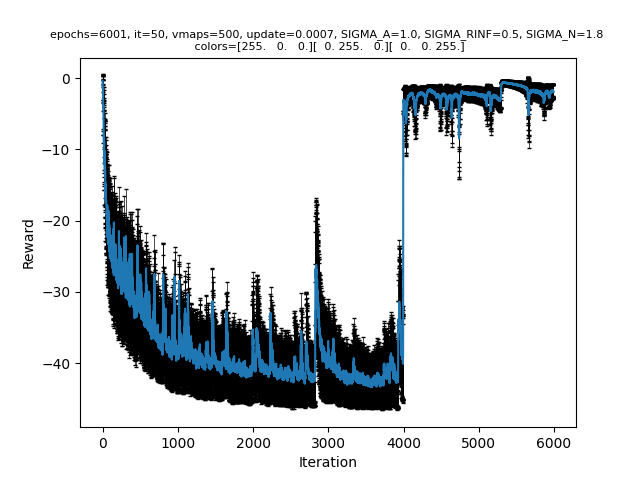 epochs=6001, it=50, vmaps=500, update=0.0007, SIGMA_A=1.0, SIGMA_RINF=0.5, SIGMA_N=1.8
colors=[255.   0.   0.][  0. 255.   0.][  0.   0. 255.]
0
−10
−20
−30
−40
Reward
0 1000 2000 3000 4000 5000 6000
Iteration